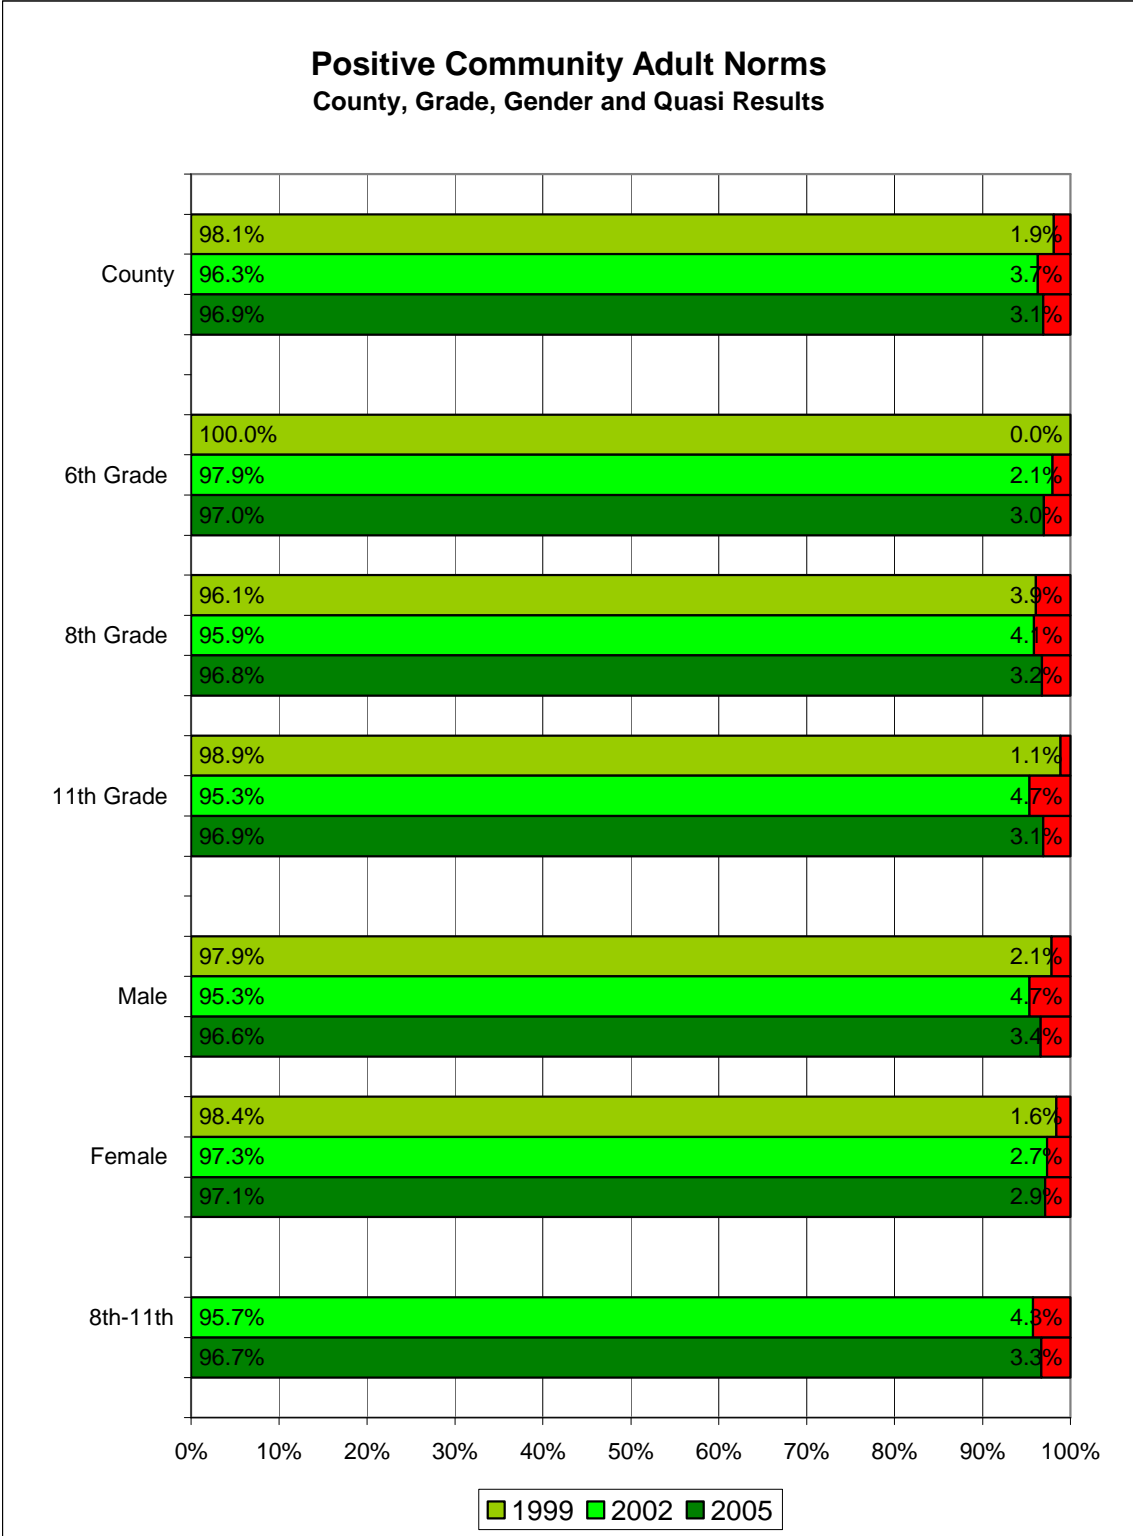 Positive Community Adult Norms
County, Grade, Gender and Quasi Results
98.1% 1.9%
County 96.3% 3.7%
96.9% 3.1%
100.0% 0.0%
6th Grade 97.9% 2.1%
97.0% 3.0%
96.1% 3.9%
8th Grade 95.9% 4.1%
96.8% 3.2%
98.9% 1.1%
11th Grade 95.3% 4.7%
96.9% 3.1%
97.9% 2.1%
Male 95.3% 4.7%
96.6% 3.4%
98.4% 1.6%
Female 97.3% 2.7%
97.1% 2.9%
8th-11th 95.7% 4.3%
96.7% 3.3%
0% 10% 20% 30% 40% 50% 60% 70% 80% 90% 100%
1999 2002 2005